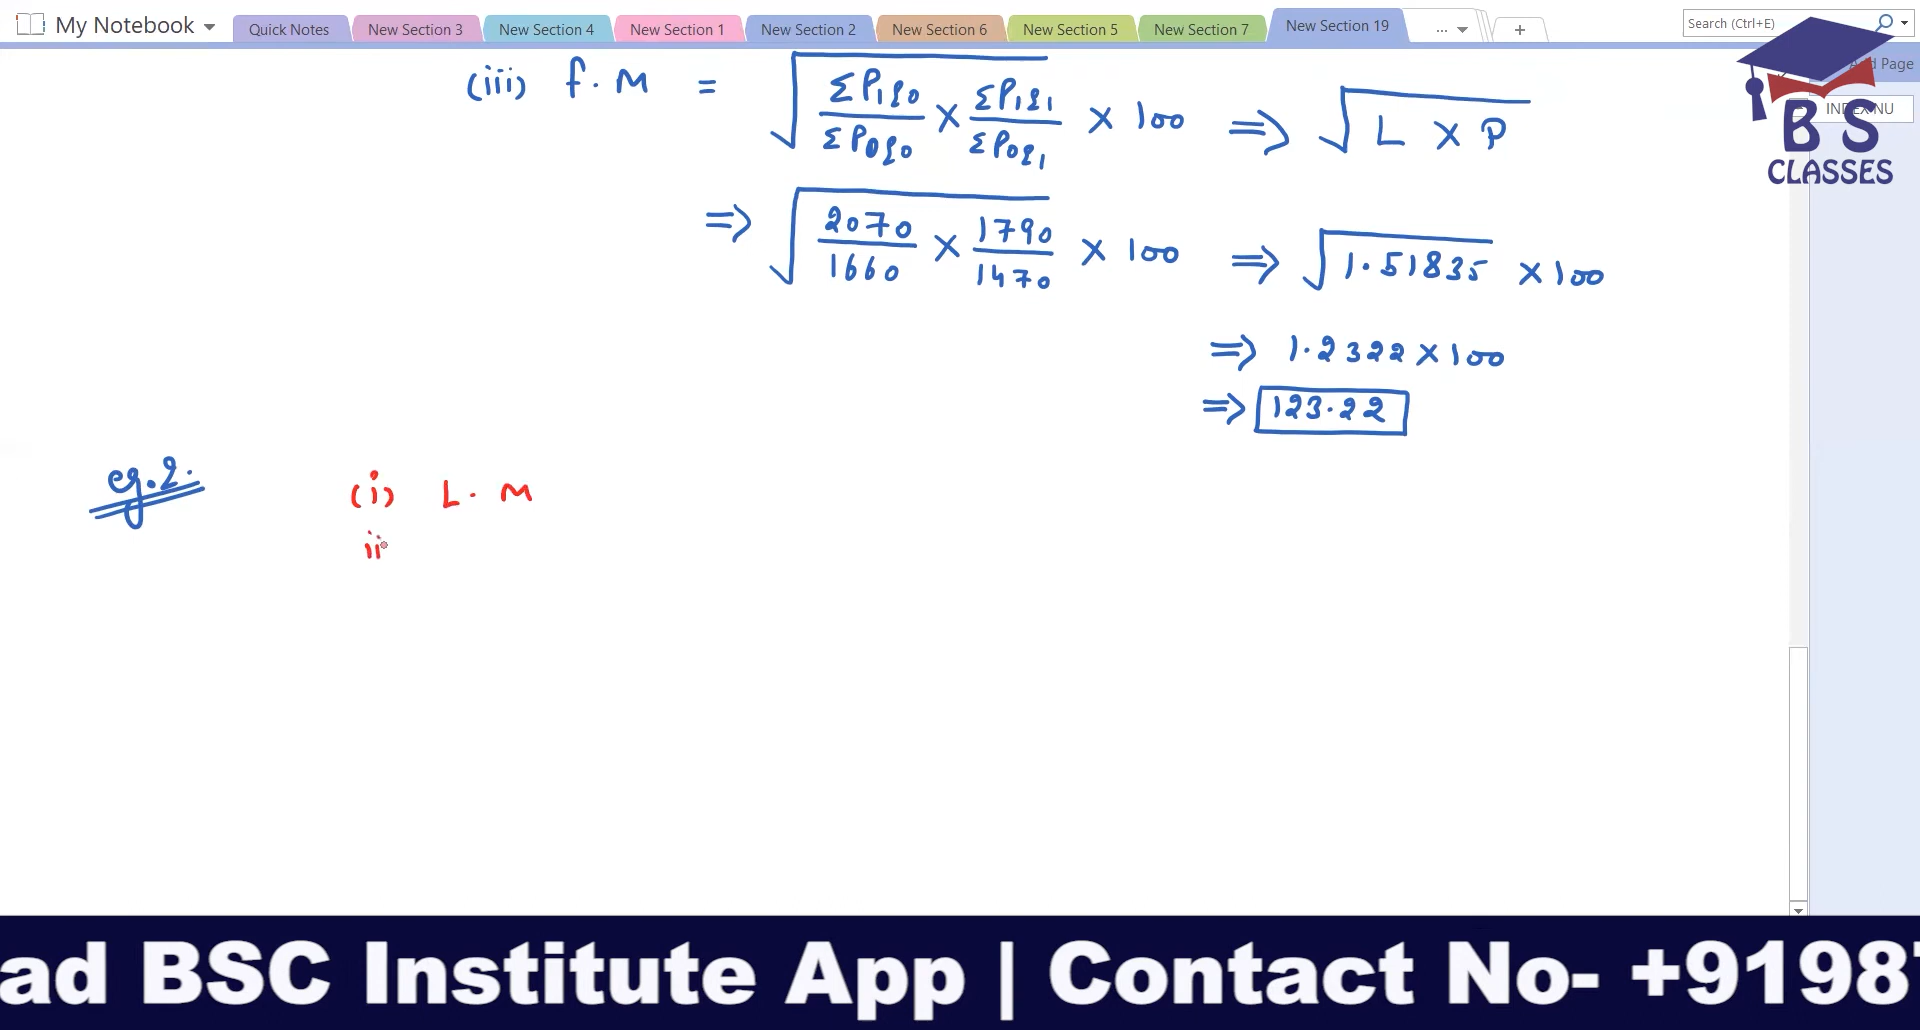 My Notebook
Quick Notes
New Section 3
New Section 4
New Section 1
New Section 2
New Section 6
New Section 5
New Section 7
New Section 19
...
+
Search (Ctrl+E)
Page
INDEX NU
B S
CLASSES
(iii) f.M = √(ΣP₁q₀/ΣP₀q₀ × ΣP₁q₁/ΣP₀q₁) × 100 ⇒ √(L × P)
⇒ √(2070/1660 × 1790/1470) × 100 ⇒ √1.51835 × 100
⇒ 1.2322 × 100
⇒ 123.22
eg.2.
(i) L. M
ii
ad BSC Institute App | Contact No- +9198